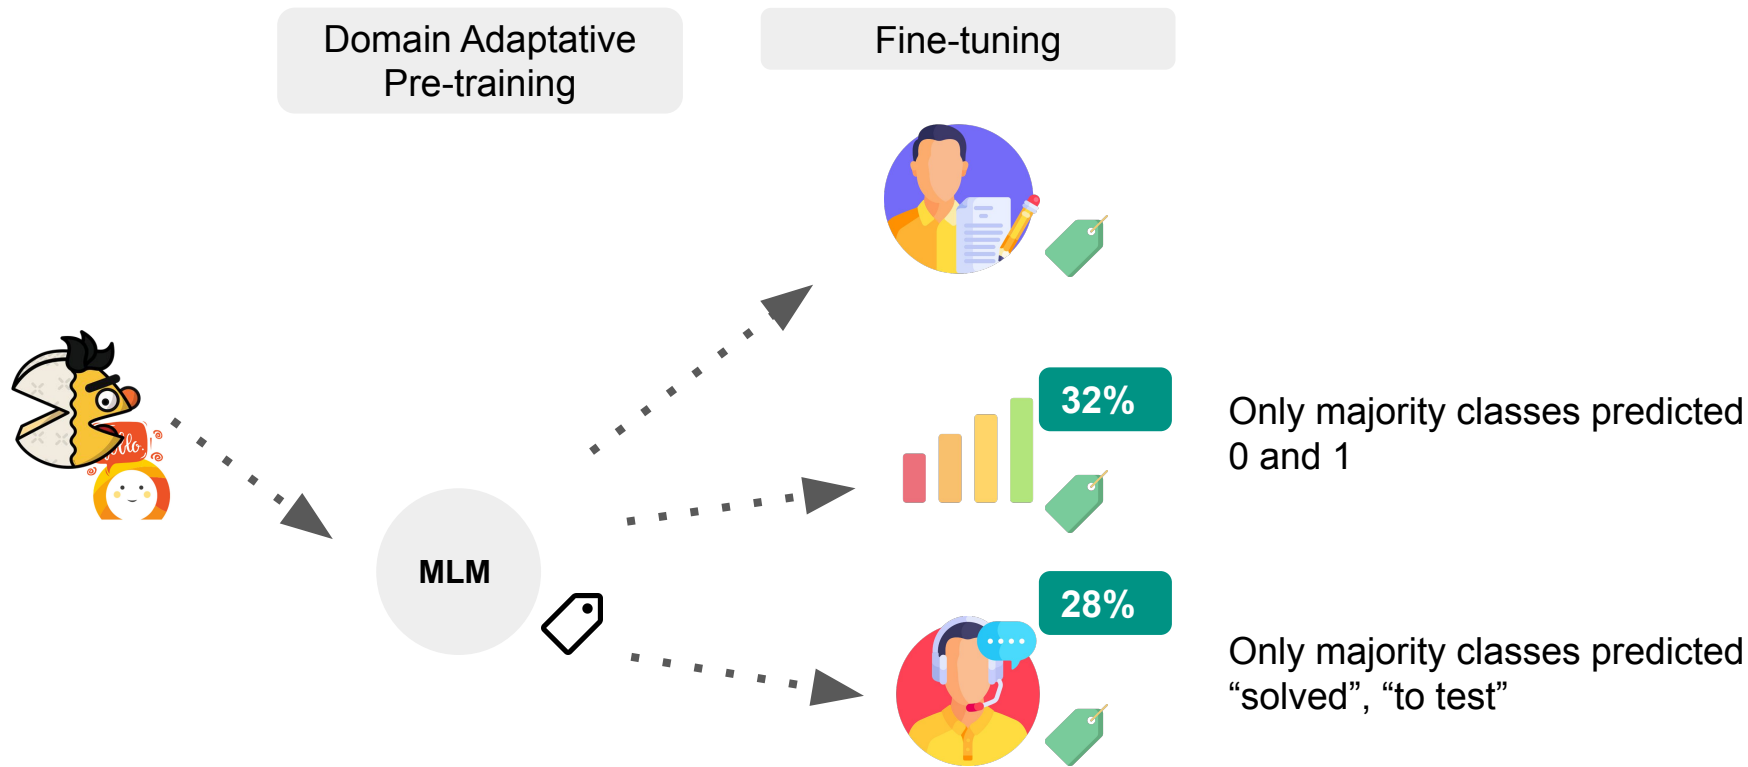 Domain Adaptative
Pre-training
Fine-tuning
32%
Only majority classes predicted
0 and 1
MLM
28%
Only majority classes predicted
“solved”, “to test”